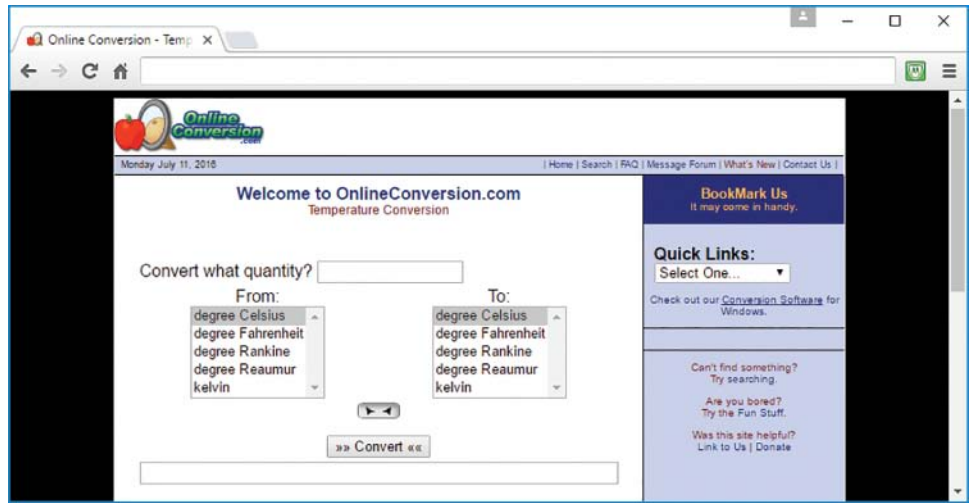 Online Conversion - Temp
Online
Conversion
.com
Monday July 11, 2016
| Home | Search | FAQ | Message Forum | What's New | Contact Us |
Welcome to OnlineConversion.com
Temperature Conversion
Convert what quantity?
From:
degree Celsius
degree Fahrenheit
degree Rankine
degree Reaumur
kelvin
To:
degree Celsius
degree Fahrenheit
degree Rankine
degree Reaumur
kelvin
»» Convert ««
BookMark Us
It may come in handy.
Quick Links:
Select One...
Check out our Conversion Software for
Windows.
Can't find something?
Try searching.
Are you bored?
Try the Fun Stuff.
Was this site helpful?
Link to Us | Donate